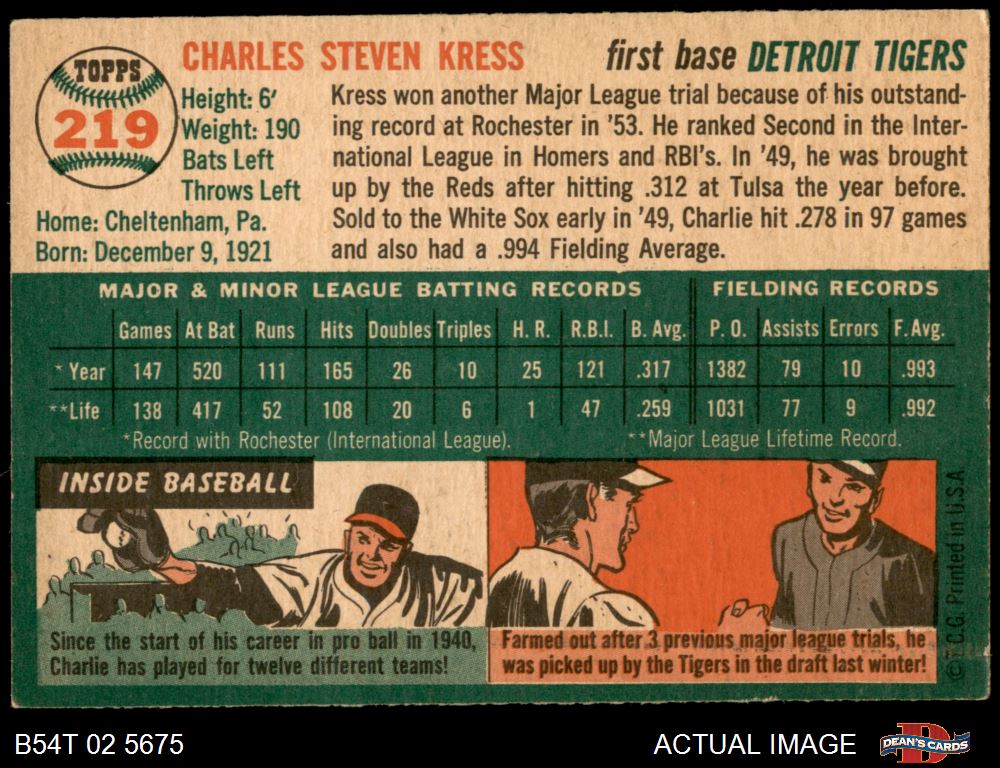 TOPPS
219
CHARLES STEVEN KRESS
first base DETROIT TIGERS
Height: 6'
Weight: 190
Bats Left
Throws Left
Home: Cheltenham, Pa.
Born: December 9, 1921
Kress won another Major League trial because of his outstand-
ing record at Rochester in '53. He ranked Second in the Inter-
national League in Homers and RBI's. In '49, he was brought
up by the Reds after hitting .312 at Tulsa the year before.
Sold to the White Sox early in '49, Charlie hit .278 in 97 games
and also had a .994 Fielding Average.
MAJOR & MINOR LEAGUE BATTING RECORDS FIELDING RECORDS
Games At Bat Runs Hits Doubles Triples H. R. R.B.I. B. Avg. P. O. Assists Errors F. Avg.
* Year 147 520 111 165 26 10 25 121 .317 1382 79 10 .993
**Life 138 417 52 108 20 6 1 47 .259 1031 77 9 .992
*Record with Rochester (International League). **Major League Lifetime Record.
INSIDE BASEBALL
Since the start of his career in pro ball in 1940,
Charlie has played for twelve different teams!
Farmed out after 3 previous major league trials, he
was picked up by the Tigers in the draft last winter!
© T.C.G. Printed in U.S.A
B54T 02 5675
ACTUAL IMAGE
DEAN'S CARDS